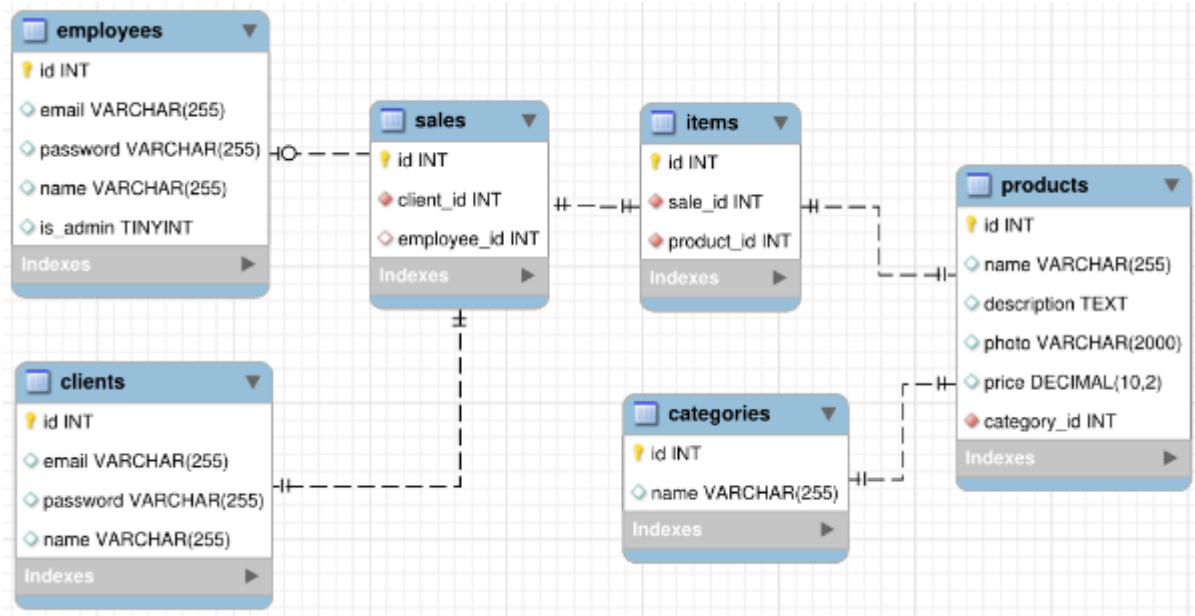 employees
id INT
email VARCHAR(255)
password VARCHAR(255)
name VARCHAR(255)
is_admin TINYINT
Indexes
sales
id INT
client_id INT
employee_id INT
Indexes
items
id INT
sale_id INT
product_id INT
Indexes
products
id INT
name VARCHAR(255)
description TEXT
photo VARCHAR(2000)
price DECIMAL(10,2)
category_id INT
Indexes
clients
id INT
email VARCHAR(255)
password VARCHAR(255)
name VARCHAR(255)
Indexes
categories
id INT
name VARCHAR(255)
Indexes